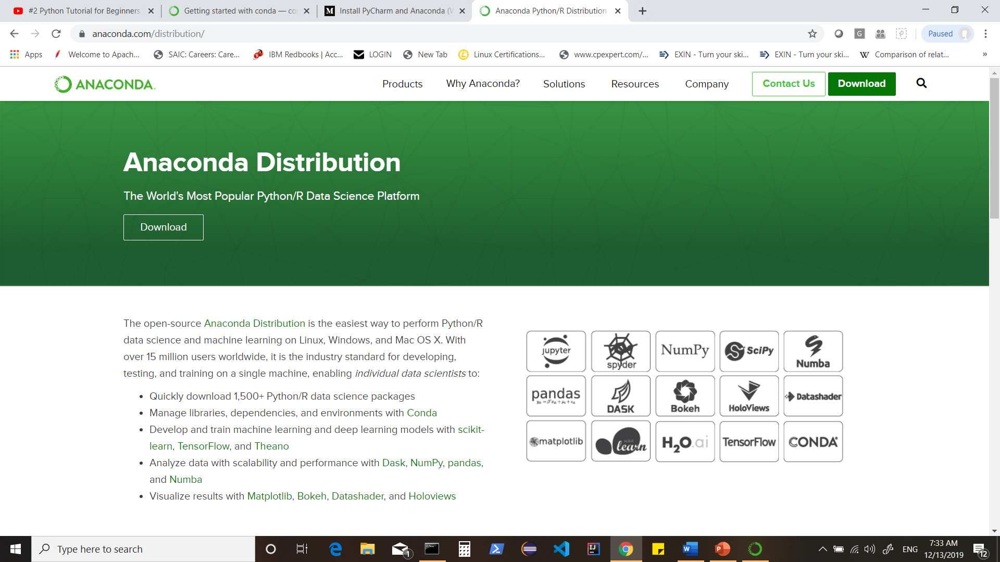 #2 Python Tutorial for Beginners
Getting started with conda — co
Install PyCharm and Anaconda (W
Anaconda Python/R Distribution
anaconda.com/distribution/
Paused
Apps
Welcome to Apach...
SAIC: Careers: Care...
IBM Redbooks | Acc...
LOGIN
New Tab
Linux Certifications...
www.cpexpert.com/...
EXIN - Turn your ski...
EXIN - Turn your ski...
Comparison of relat...
»
ANACONDA.
Products
Why Anaconda?
Solutions
Resources
Company
Contact Us
Download
Anaconda Distribution
The World's Most Popular Python/R Data Science Platform
Download
The open-source Anaconda Distribution is the easiest way to perform Python/R
data science and machine learning on Linux, Windows, and Mac OS X. With
over 15 million users worldwide, it is the industry standard for developing,
testing, and training on a single machine, enabling individual data scientists to:
• Quickly download 1,500+ Python/R data science packages
• Manage libraries, dependencies, and environments with Conda
• Develop and train machine learning and deep learning models with scikit-
learn, TensorFlow, and Theano
• Analyze data with scalability and performance with Dask, NumPy, pandas,
and Numba
• Visualize results with Matplotlib, Bokeh, Datashader, and Holoviews
jupyter
spyder
NumPy
SciPy
Numba
pandas
DASK
Bokeh
HoloViews
Datashader
matplotlib
scikit
learn
H2O.ai
TensorFlow
CONDA
Type here to search
1
ENG
7:33 AM
12/13/2019
12